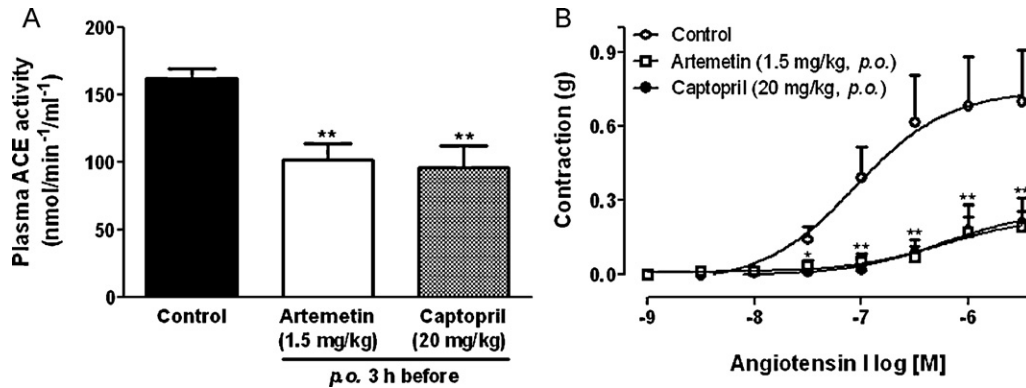 A
Plasma ACE activity
(nmol/min⁻¹/ml⁻¹)
200
150
100
50
0
**
**
Control
Artemetin
(1.5 mg/kg)
Captopril
(20 mg/kg)
p.o. 3 h before
B
Control
Artemetin (1.5 mg/kg, p.o.)
Captopril (20 mg/kg, p.o.)
Contraction (g)
0.9
0.6
0.3
0.0
*
**
**
**
**
-9
-8
-7
-6
Angiotensin I log [M]